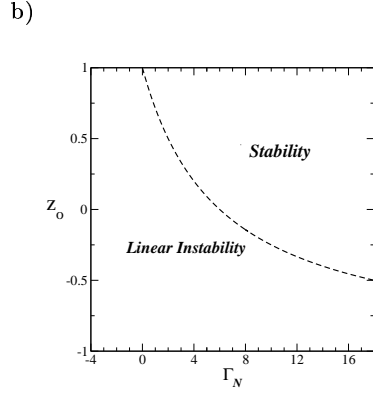 b)
1
0.5
Stability
Z_o
0
Linear Instability
-0.5
-1
-4 0 4 8 12 16
Γ_N